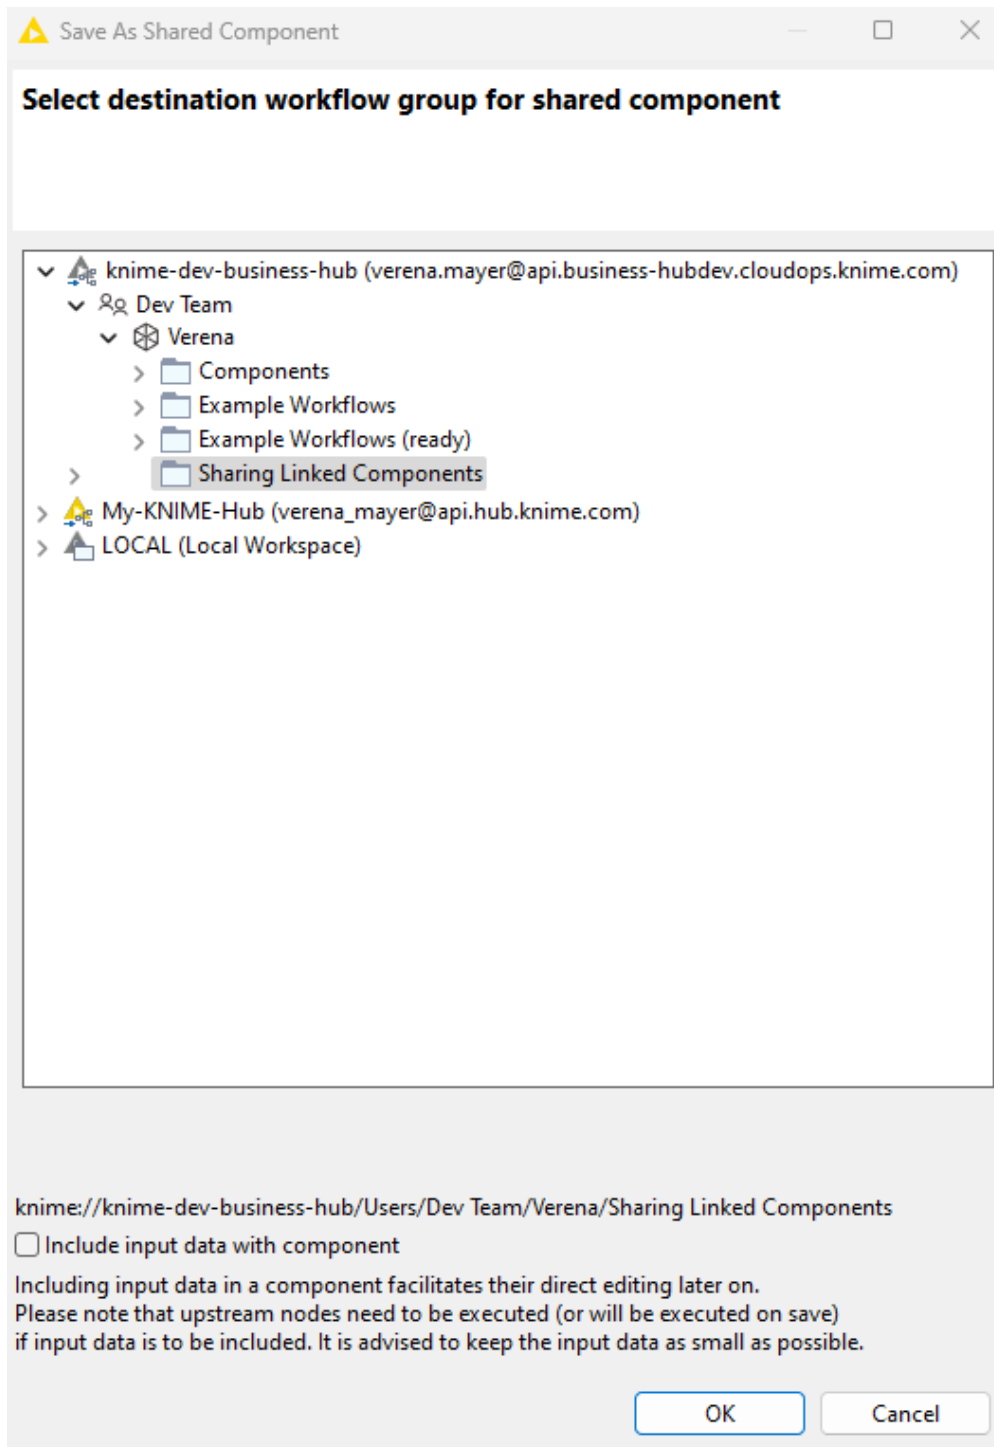 Save As Shared Component
Select destination workflow group for shared component
knime-dev-business-hub (verena.mayer@api.business-hubdev.cloudops.knime.com)
Dev Team
Verena
Components
Example Workflows
Example Workflows (ready)
Sharing Linked Components
My-KNIME-Hub (verena_mayer@api.hub.knime.com)
LOCAL (Local Workspace)
knime://knime-dev-business-hub/Users/Dev Team/Verena/Sharing Linked Components
Include input data with component
Including input data in a component facilitates their direct editing later on.
Please note that upstream nodes need to be executed (or will be executed on save)
if input data is to be included. It is advised to keep the input data as small as possible.
OK Cancel